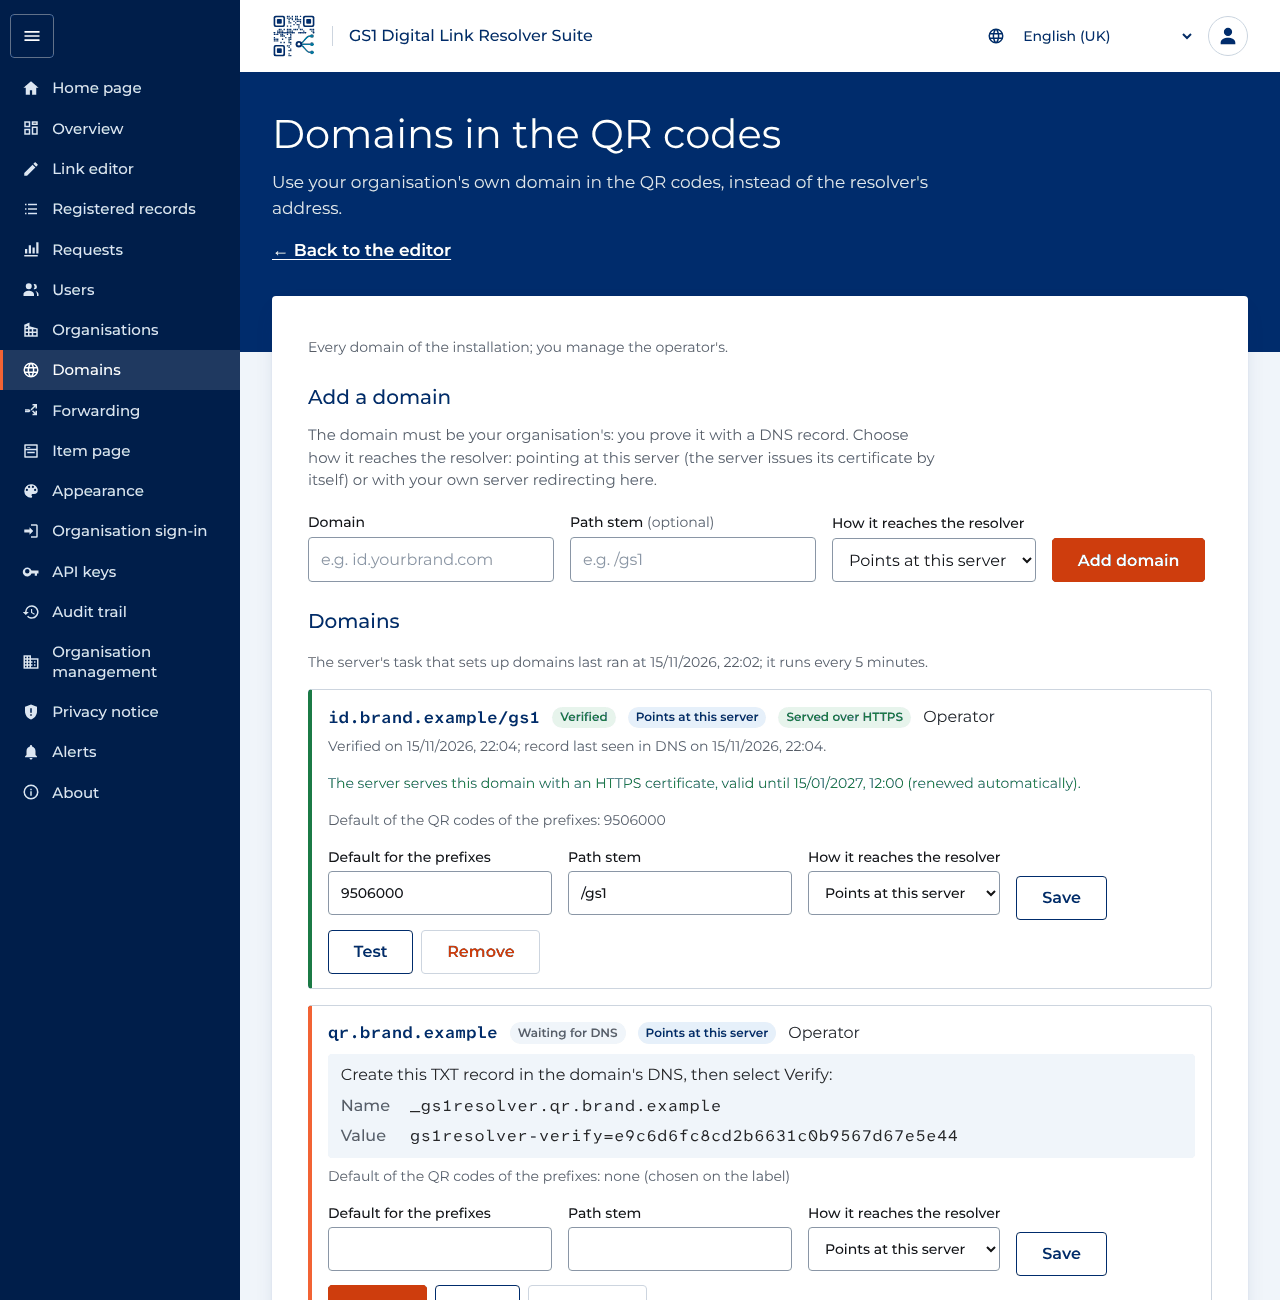 GS1 Digital Link Resolver Suite
English (UK)
Home page
Overview
Link editor
Registered records
Requests
Users
Organisations
Domains
Forwarding
Item page
Appearance
Organisation sign-in
API keys
Audit trail
Organisation
management
Privacy notice
Alerts
About
Domains in the QR codes
Use your organisation's own domain in the QR codes, instead of the resolver's
address.
← Back to the editor
Every domain of the installation; you manage the operator's.
Add a domain
The domain must be your organisation's: you prove it with a DNS record. Choose
how it reaches the resolver: pointing at this server (the server issues its certificate by
itself) or with your own server redirecting here.
Domain
Path stem (optional)
How it reaches the resolver
e.g. id.yourbrand.com
e.g. /gs1
Points at this server
Add domain
Domains
The server's task that sets up domains last ran at 15/11/2026, 22:02; it runs every 5 minutes.
id.brand.example/gs1 Verified Points at this server Served over HTTPS Operator
Verified on 15/11/2026, 22:04; record last seen in DNS on 15/11/2026, 22:04.
The server serves this domain with an HTTPS certificate, valid until 15/01/2027, 12:00 (renewed automatically).
Default of the QR codes of the prefixes: 9506000
Default for the prefixes
Path stem
How it reaches the resolver
9506000
/gs1
Points at this server
Save
Test
Remove
qr.brand.example Waiting for DNS Points at this server Operator
Create this TXT record in the domain's DNS, then select Verify:
Name _gs1resolver.qr.brand.example
Value gs1resolver-verify=e9c6d6fc8cd2b6631c0b9567d67e5e44
Default of the QR codes of the prefixes: none (chosen on the label)
Default for the prefixes
Path stem
How it reaches the resolver
Points at this server
Save